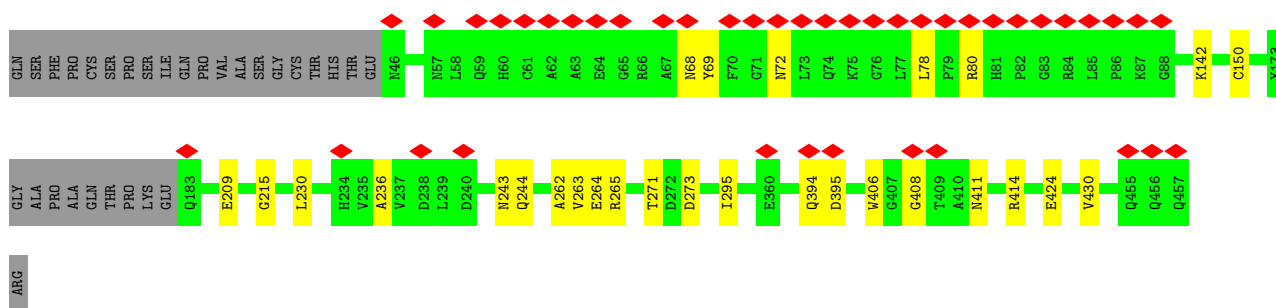 GLN SER PHE PRO CYS SER PRO SER ILE GLN PRO VAL ALA SER GLY CYS THR HIS THR GLU N46 N57 L58 Q59 H60 C61 A62 A63 E64 G65 R66 A67 N68 Y69 F70 G71 N72 L73 Q74 K75 G76 L77 L78 P79 R80 H81 P82 G83 R84 L85 P86 K87 G88 K142 C150 Y173
GLY ALA PRO ALA GLN THR PRO LYS GLU Q183 E209 G215 L230 H234 V235 A236 V237 D238 L239 D240 N243 Q244 A262 V263 E264 R265 T271 D272 D273 I295 E360 Q394 D395 W406 G407 G408 T409 A410 N411 R414 E424 V430 Q455 Q456 Q457
ARG